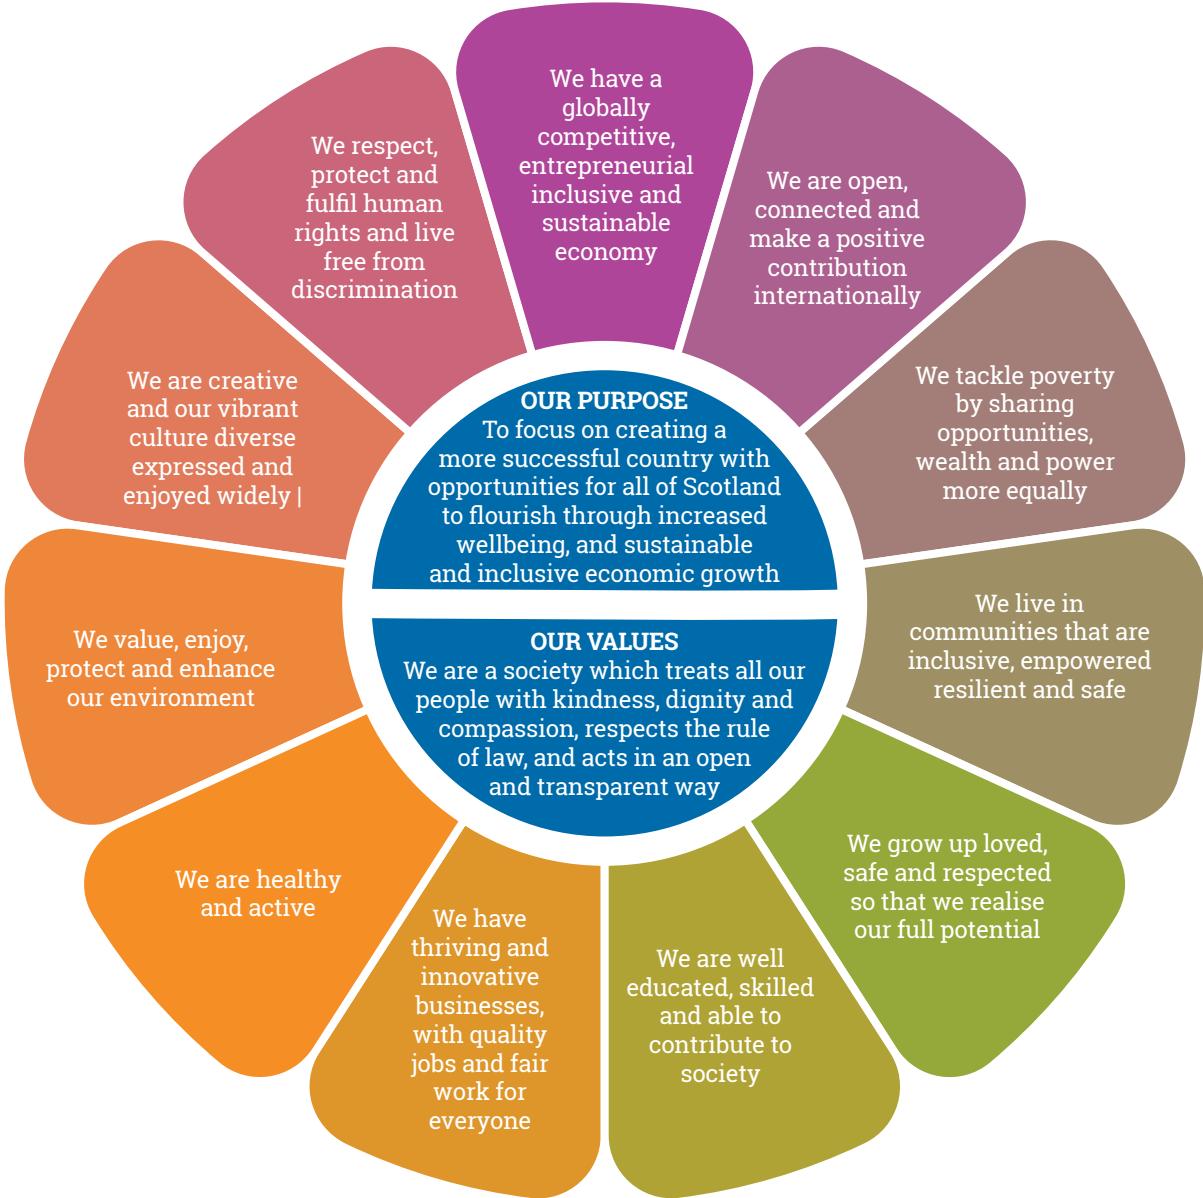 We have a
globally
competitive,
entrepreneurial
inclusive and
sustainable
economy
We are open,
connected and
make a positive
contribution
internationally
We tackle poverty
by sharing
opportunities,
wealth and power
more equally
We live in
communities that are
inclusive, empowered
resilient and safe
We grow up loved,
safe and respected
so that we realise
our full potential
We are well
educated, skilled
and able to
contribute to
society
We have
thriving and
innovative
businesses,
with quality
jobs and fair
work for
everyone
We are healthy
and active
We value, enjoy,
protect and enhance
our environment
We are creative
and our vibrant
culture diverse
expressed and
enjoyed widely |
We respect,
protect and
fulfil human
rights and live
free from
discrimination
OUR PURPOSE
To focus on creating a
more successful country with
opportunities for all of Scotland
to flourish through increased
wellbeing, and sustainable
and inclusive economic growth
OUR VALUES
We are a society which treats all our
people with kindness, dignity and
compassion, respects the rule
of law, and acts in an open
and transparent way